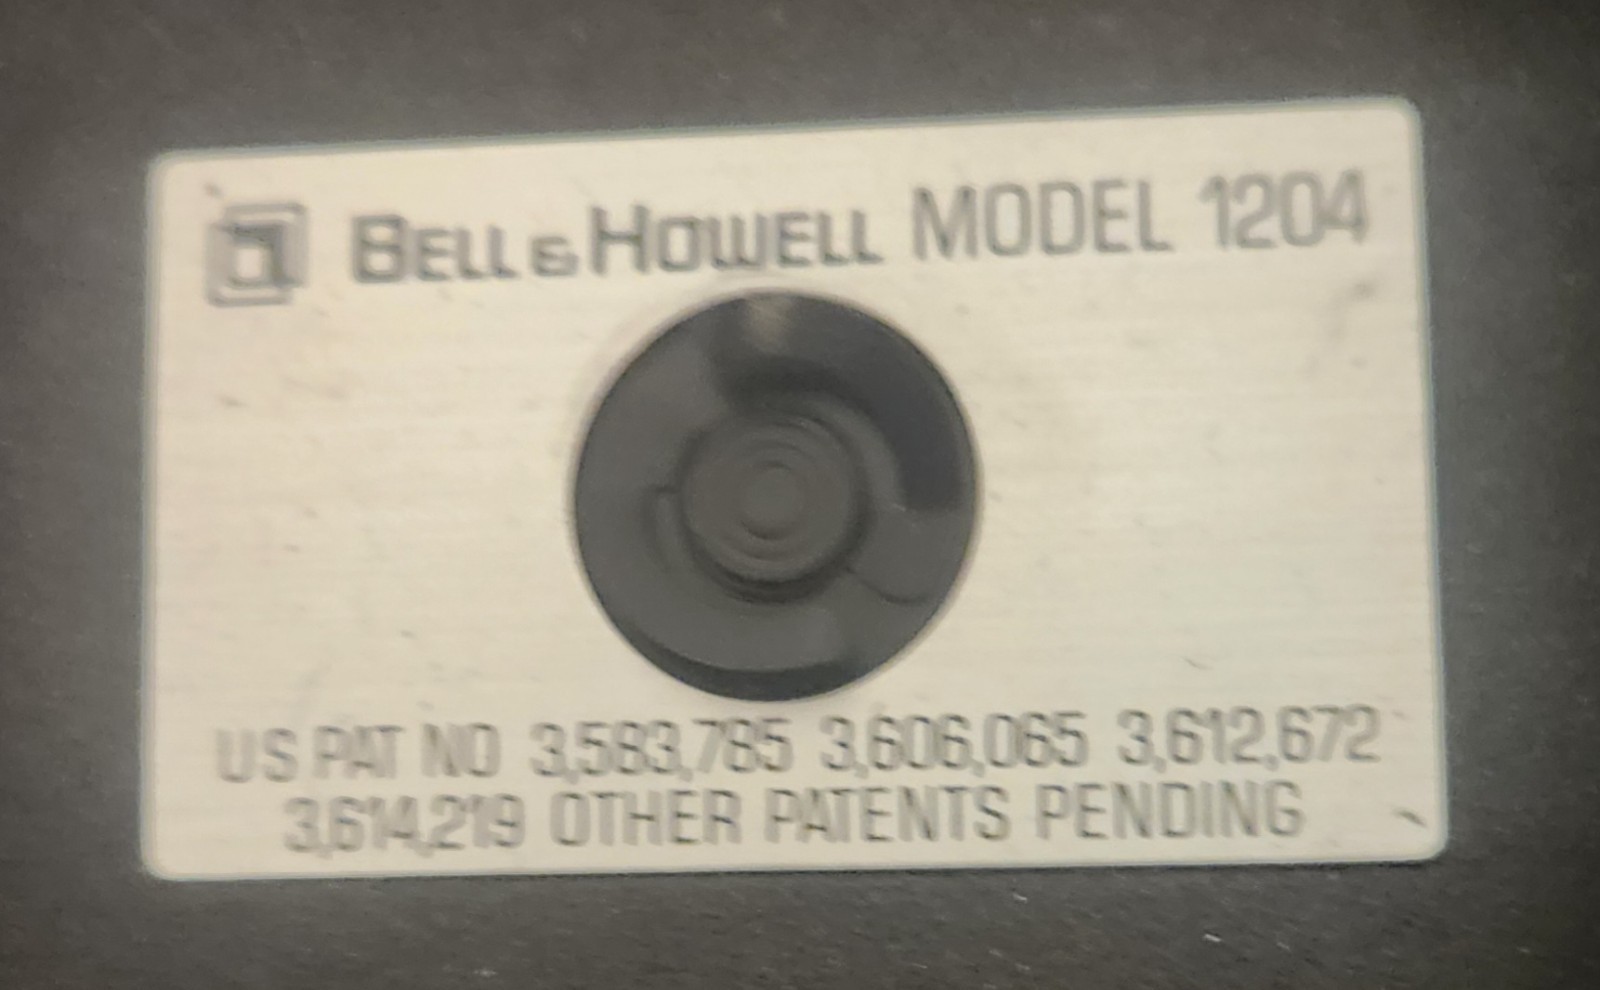 BELL & HOWELL MODEL 1204
US PAT NO 3,583,785 3,606,065 3,612,672
3,614,219 OTHER PATENTS PENDING